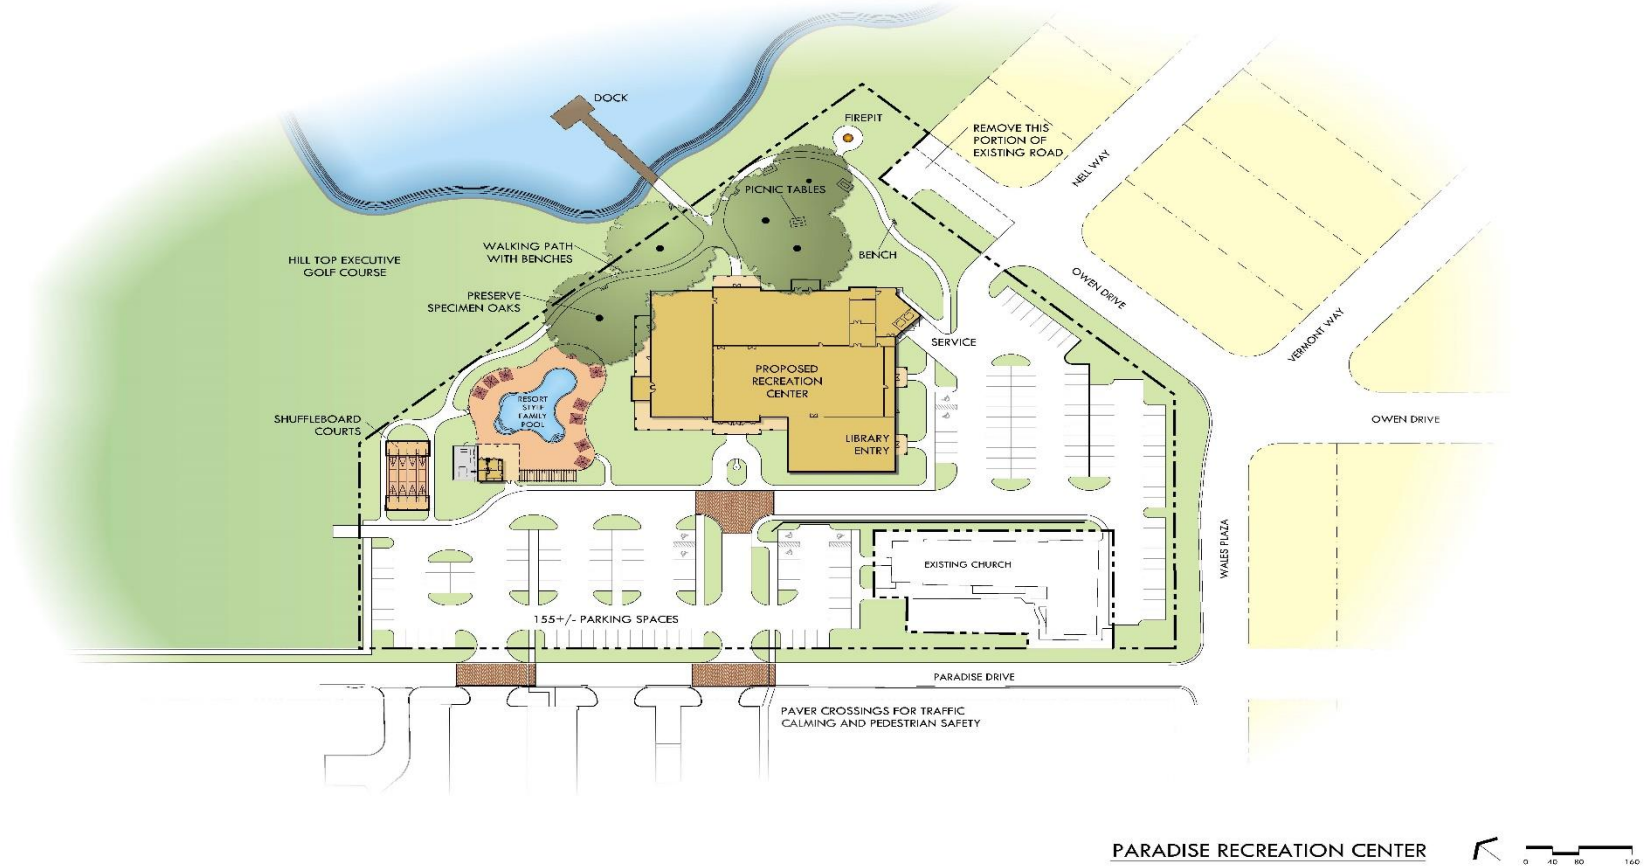 DOCK
FIREPIT
REMOVE THIS
PORTION OF
EXISTING ROAD
NELL WAY
PICNIC TABLES
WALKING PATH
WITH BENCHES
BENCH
HILL TOP EXECUTIVE
GOLF COURSE
OWEN DRIVE
PRESERVE
SPECIMEN OAKS
VERMONT WAY
SERVICE
PROPOSED
RECREATION
CENTER
RESORT
STYLE
FAMILY
POOL
SHUFFLEBOARD
COURTS
OWEN DRIVE
LIBRARY
ENTRY
WALES PLAZA
EXISTING CHURCH
155+/- PARKING SPACES
PARADISE DRIVE
PAVER CROSSINGS FOR TRAFFIC
CALMING AND PEDESTRIAN SAFETY
PARADISE RECREATION CENTER
0 40 80 160